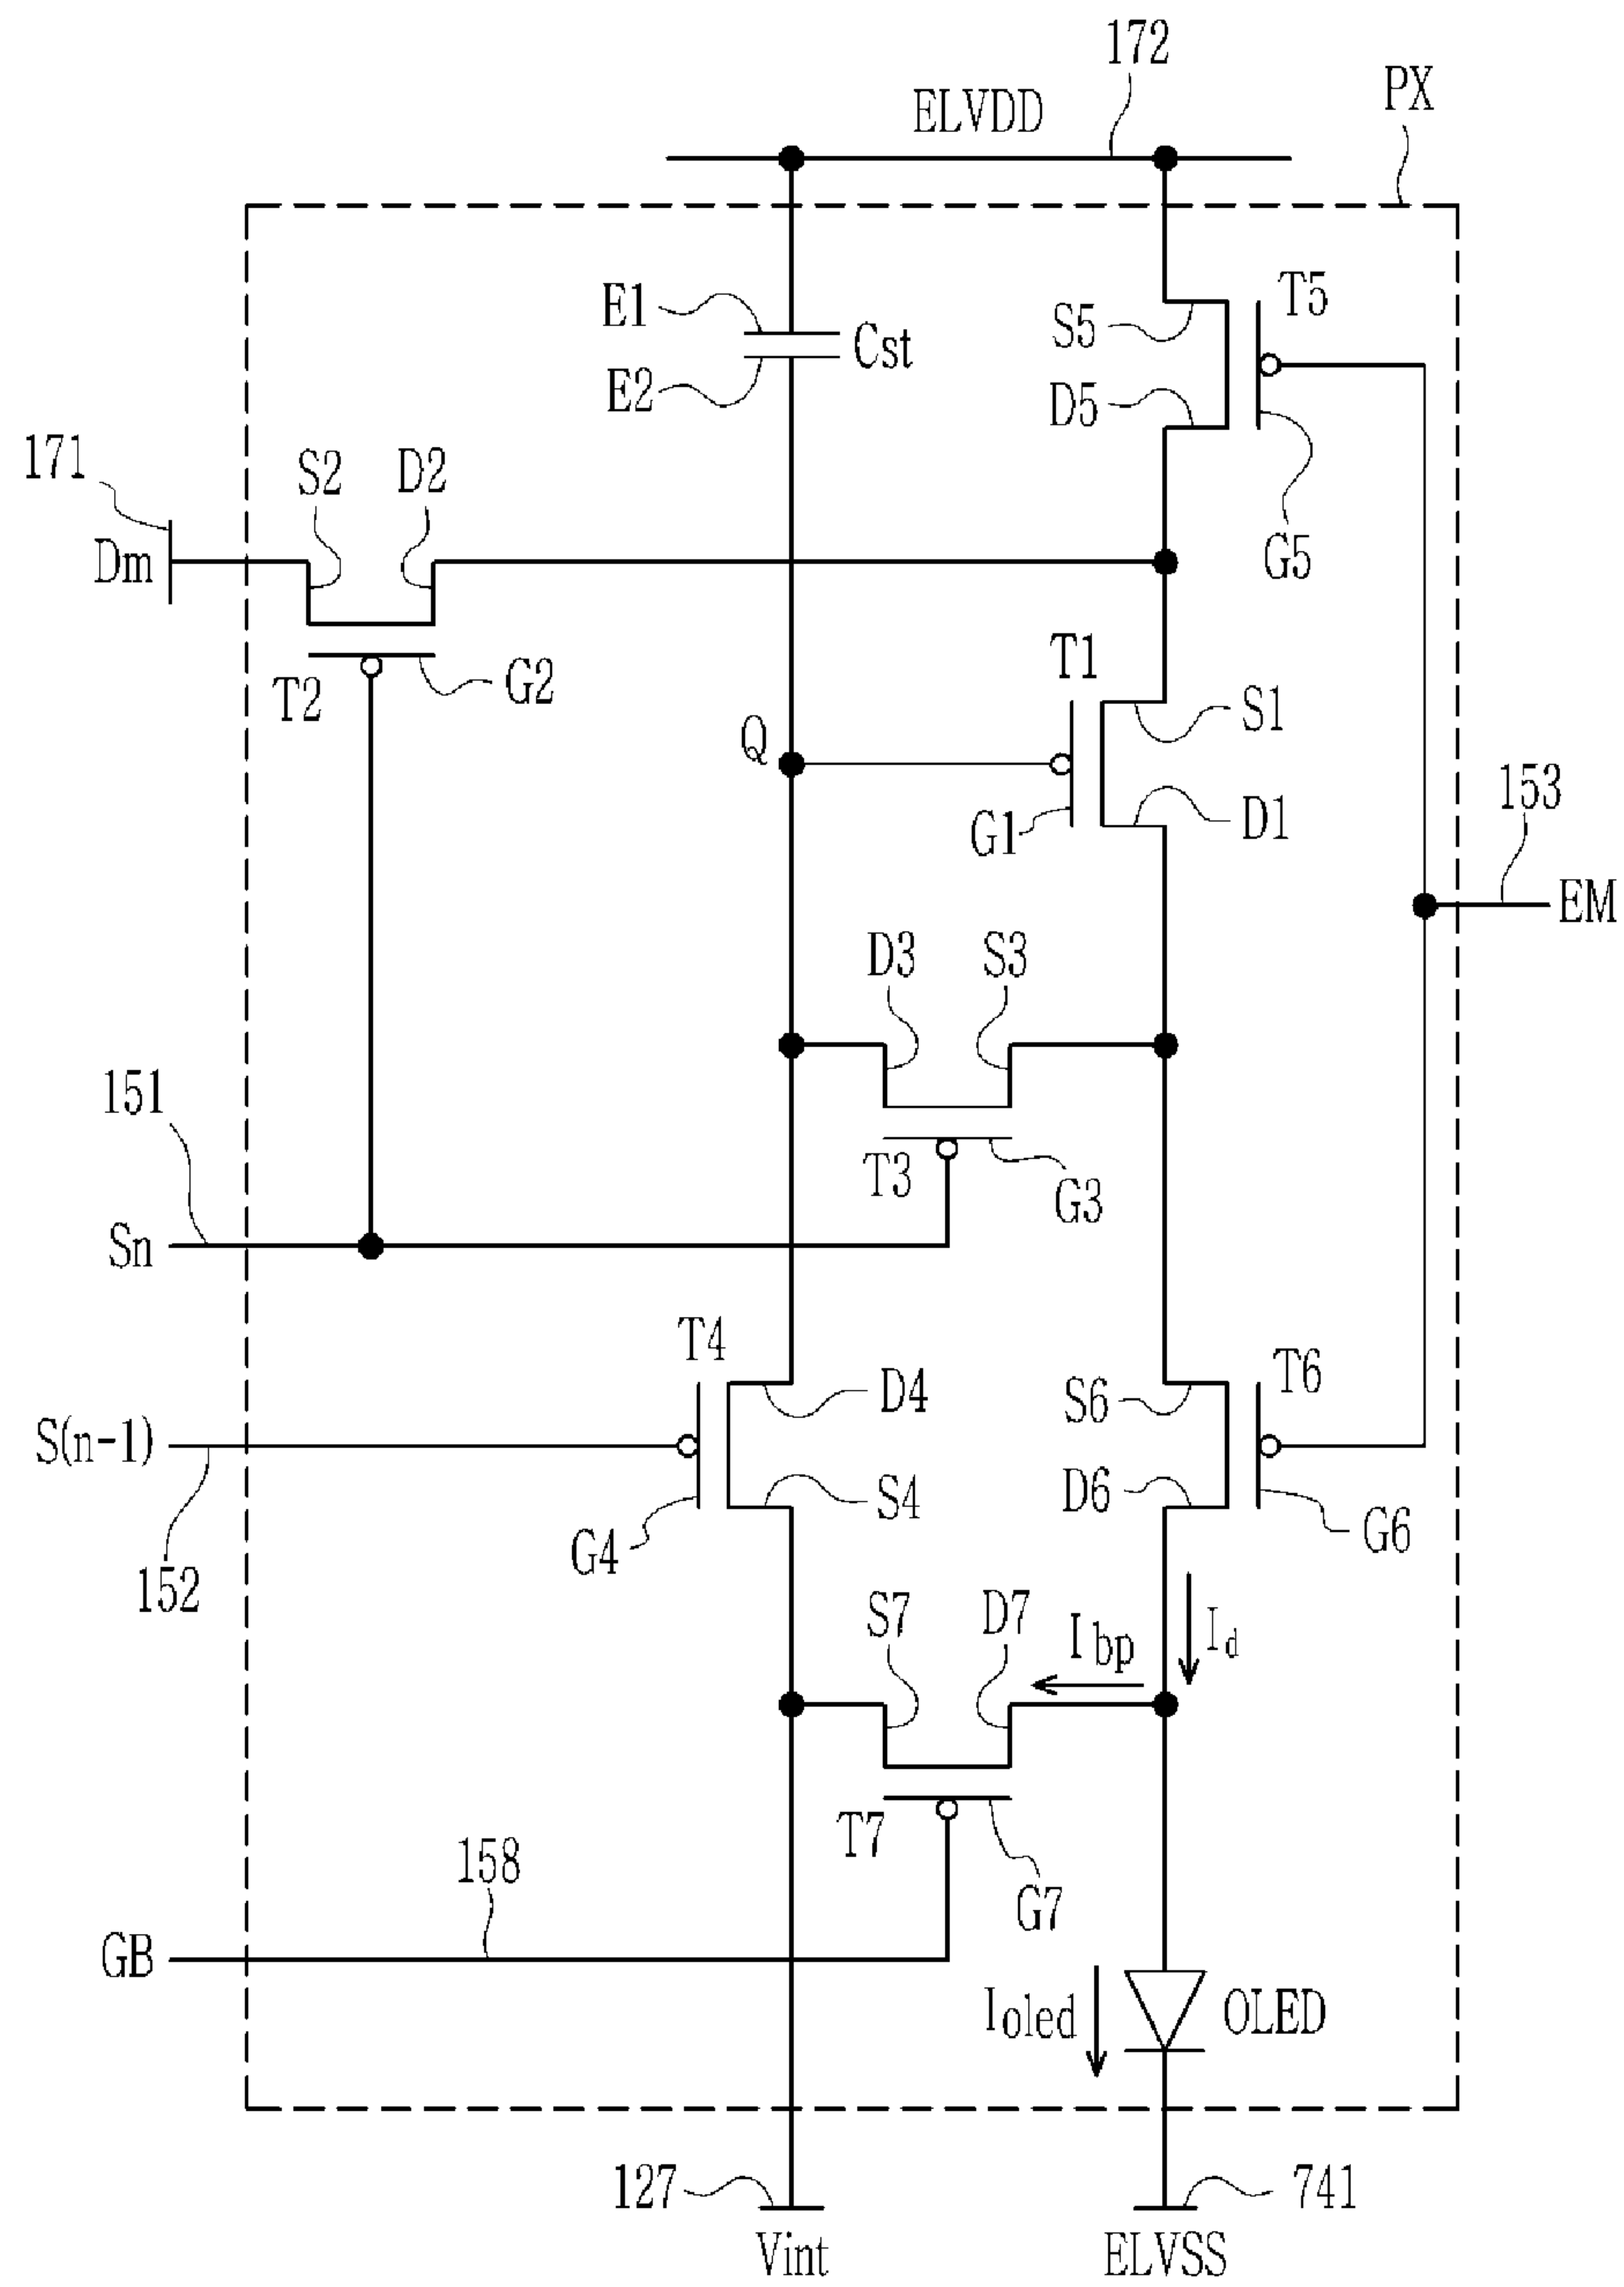 172
PX
ELVDD
E1
Cst
E2
T5
S5
D5
G5
171
S2
D2
Dm
T2
G2
T1
S1
Q
G1
D1
153
EM
D3
S3
151
T3
G3
Sn
T4
D4
S6
T6
S(n-1)
S4
D6
G4
G6
152
S7
D7
Ibp
Id
T7
158
G7
GB
Ioled
OLED
127
741
Vint
ELVSS